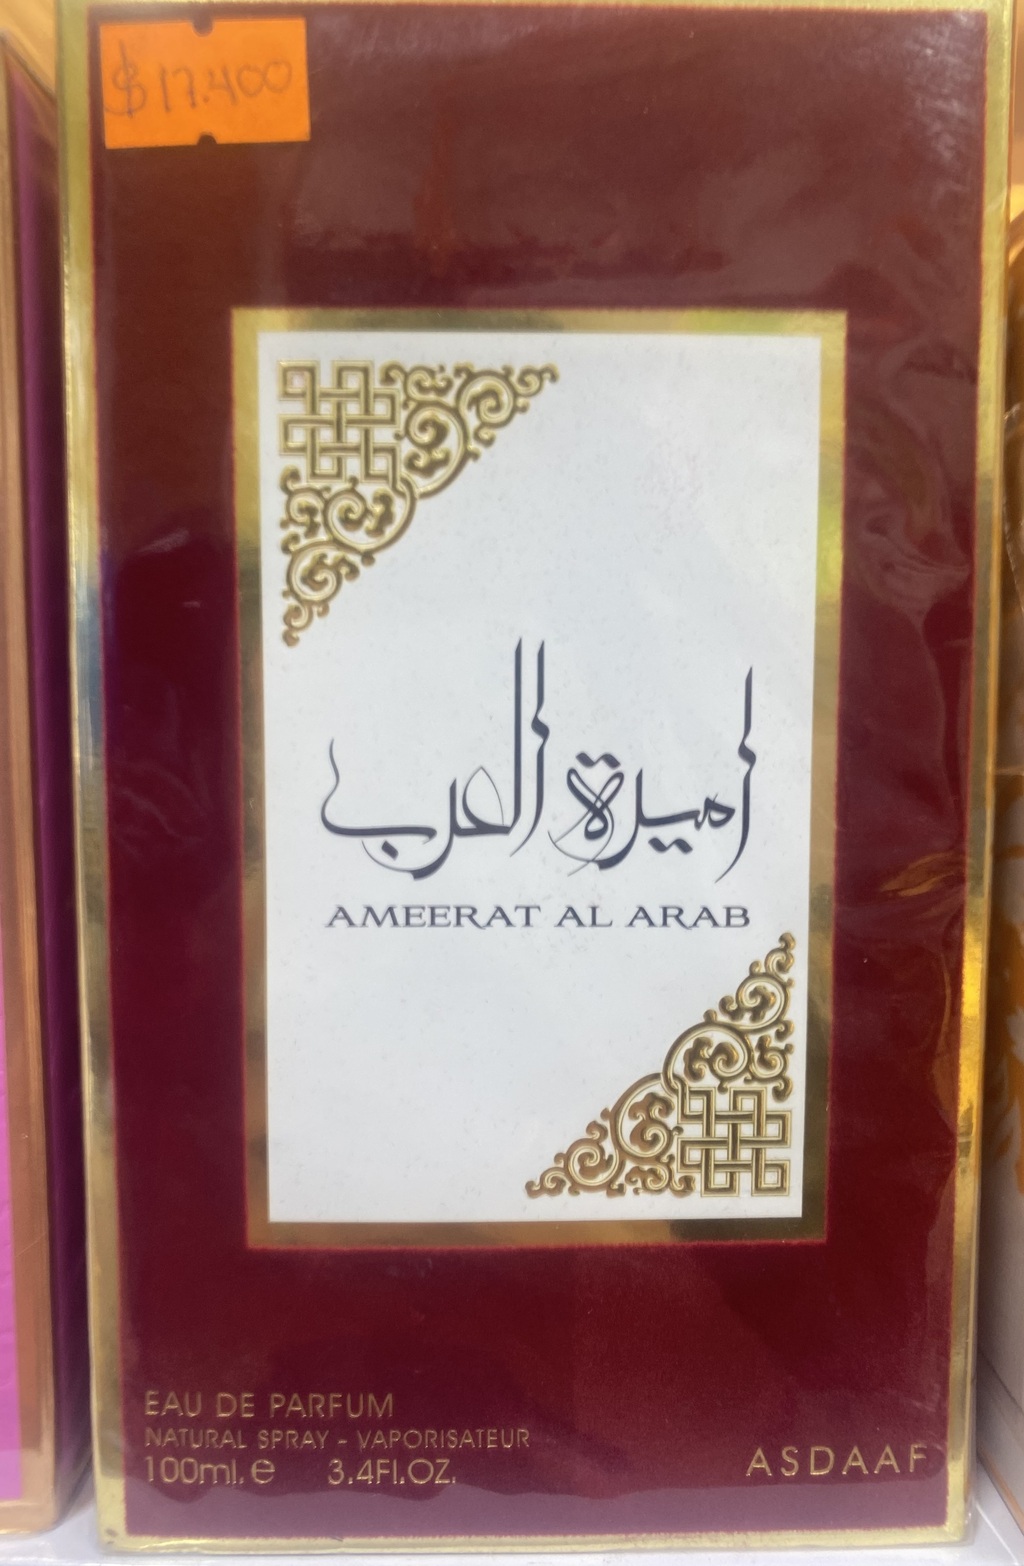 $17.400
اميرة العرب
AMEERAT AL ARAB
EAU DE PARFUM
NATURAL SPRAY - VAPORISATEUR
100ml. e 3.4Fl.OZ.
ASDAAF